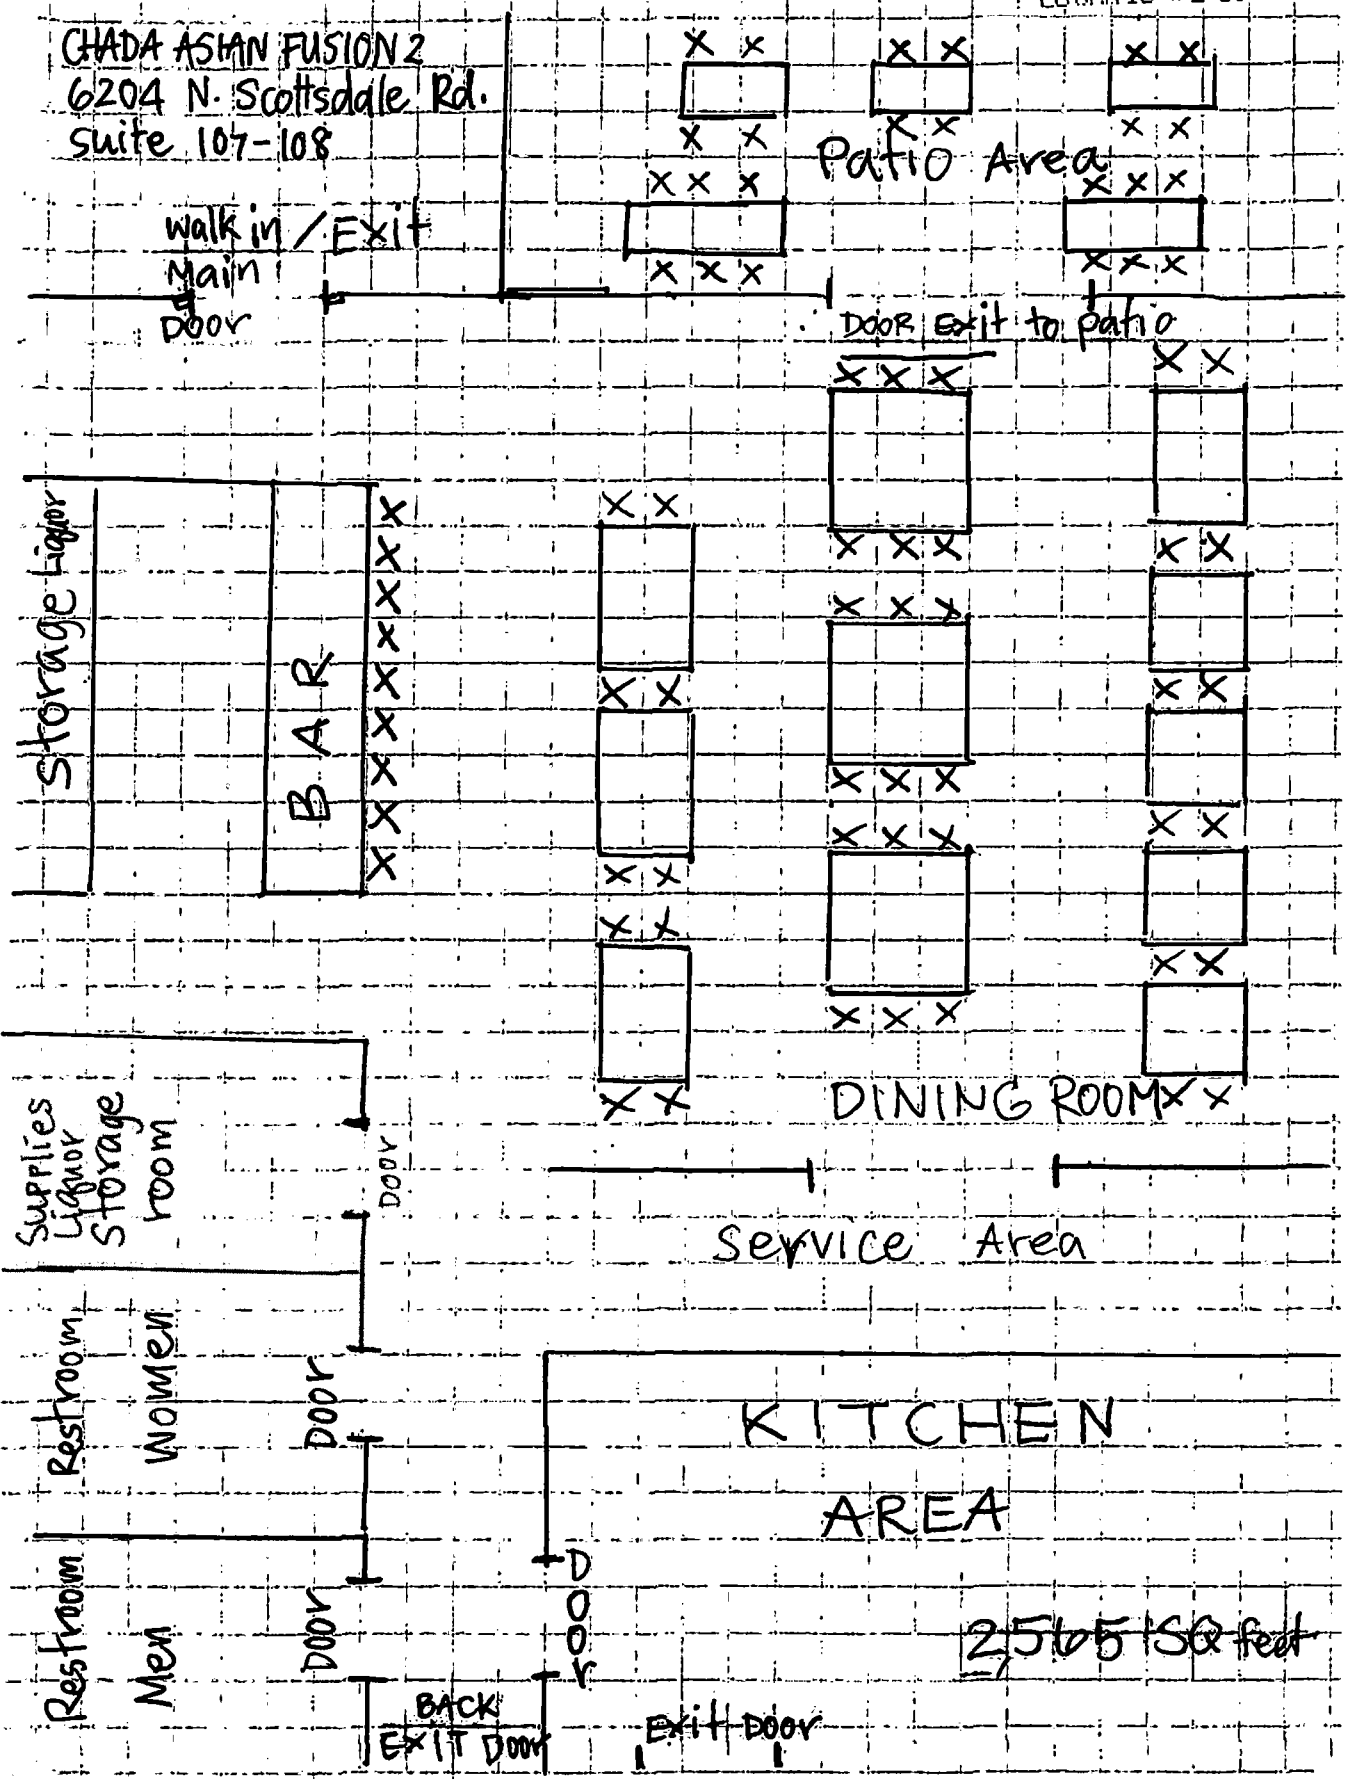 CHADA ASIAN FUSION 2
6204 N. Scottsdale Rd.
Suite 107-108
Patio Area
Walk in / Exit
Main
Door
DOOR Exit to patio
Storage Liquor
BAR
DINING ROOM
Supplies
Liquor
Storage
room
Door
Service Area
Restroom
Women
Door
KITCHEN
AREA
Door
Restroom
Men
Door
2,565 SQ feet
BACK
EXIT Door
Exit Door